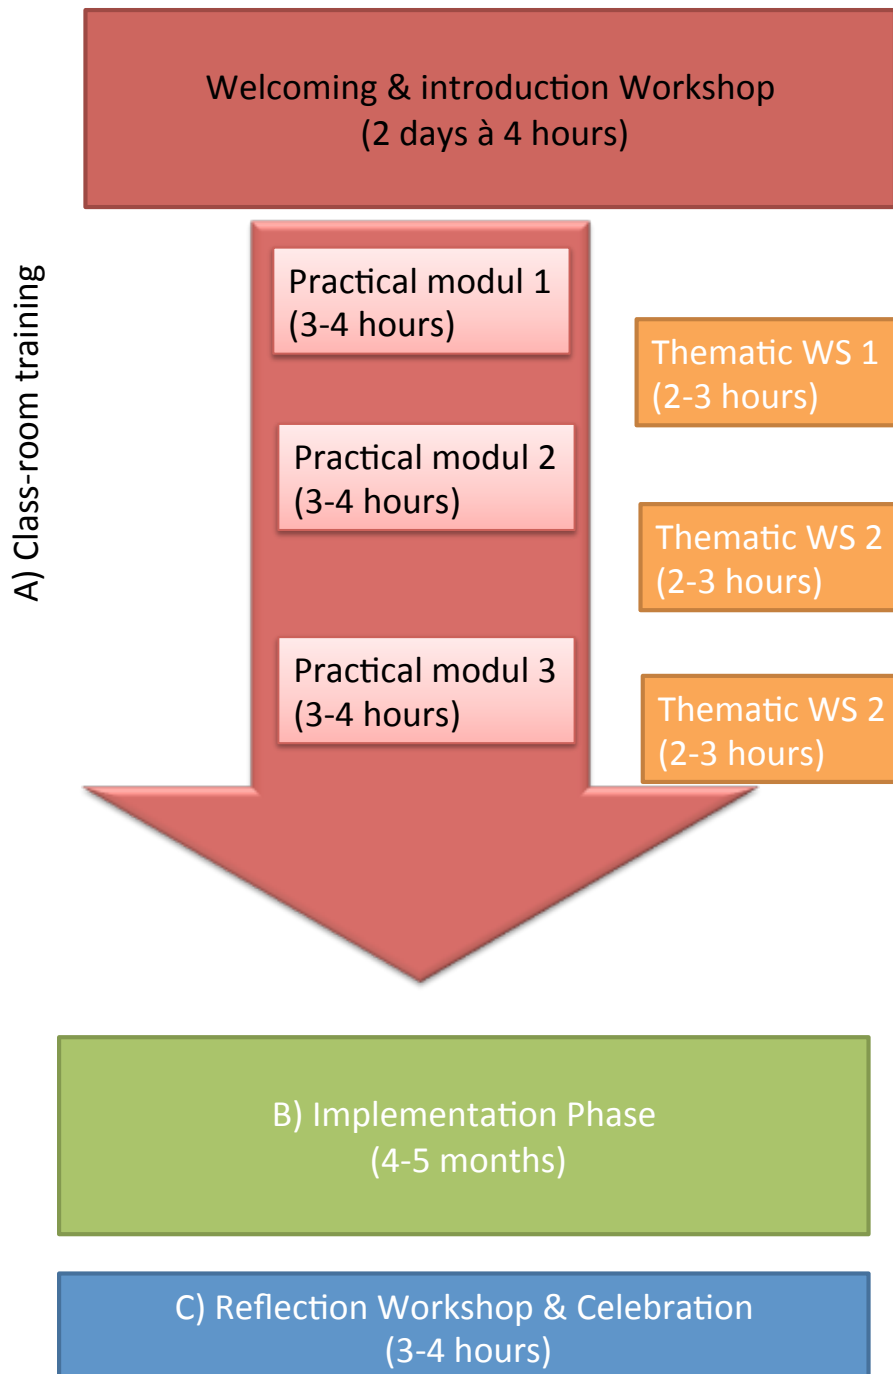 Welcoming & introduction Workshop
(2 days à 4 hours)
A) Class-room training
Practical modul 1
(3-4 hours)
Thematic WS 1
(2-3 hours)
Practical modul 2
(3-4 hours)
Thematic WS 2
(2-3 hours)
Practical modul 3
(3-4 hours)
Thematic WS 2
(2-3 hours)
B) Implementation Phase
(4-5 months)
C) Reflection Workshop & Celebration
(3-4 hours)